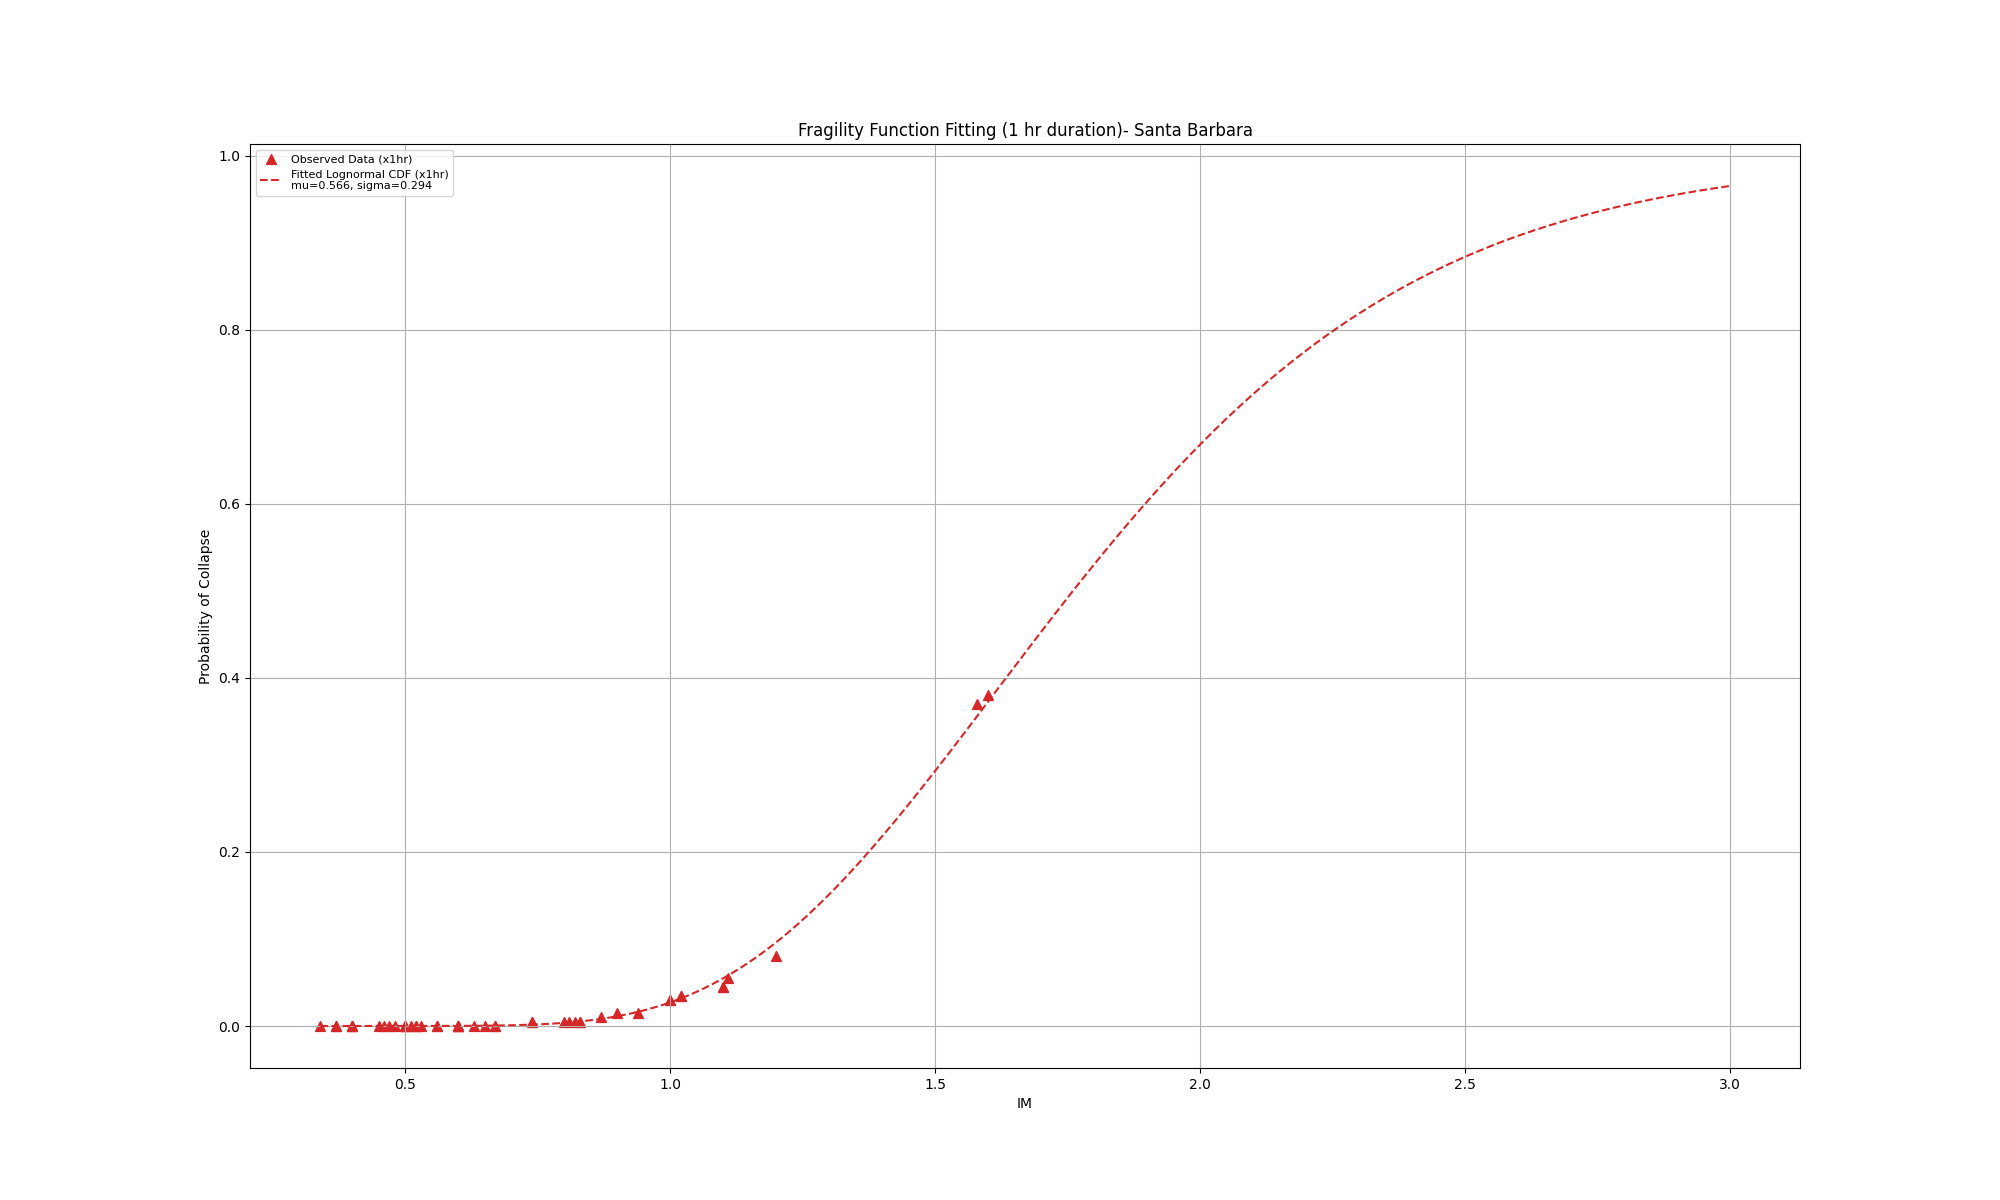 Fragility Function Fitting (1 hr duration)- Santa Barbara
Observed Data (x1hr)
Fitted Lognormal CDF (x1hr)
mu=0.566, sigma=0.294
1.0
0.8
0.6
0.4
0.2
0.0
Probability of Collapse
0.5
1.0
1.5
2.0
2.5
3.0
IM